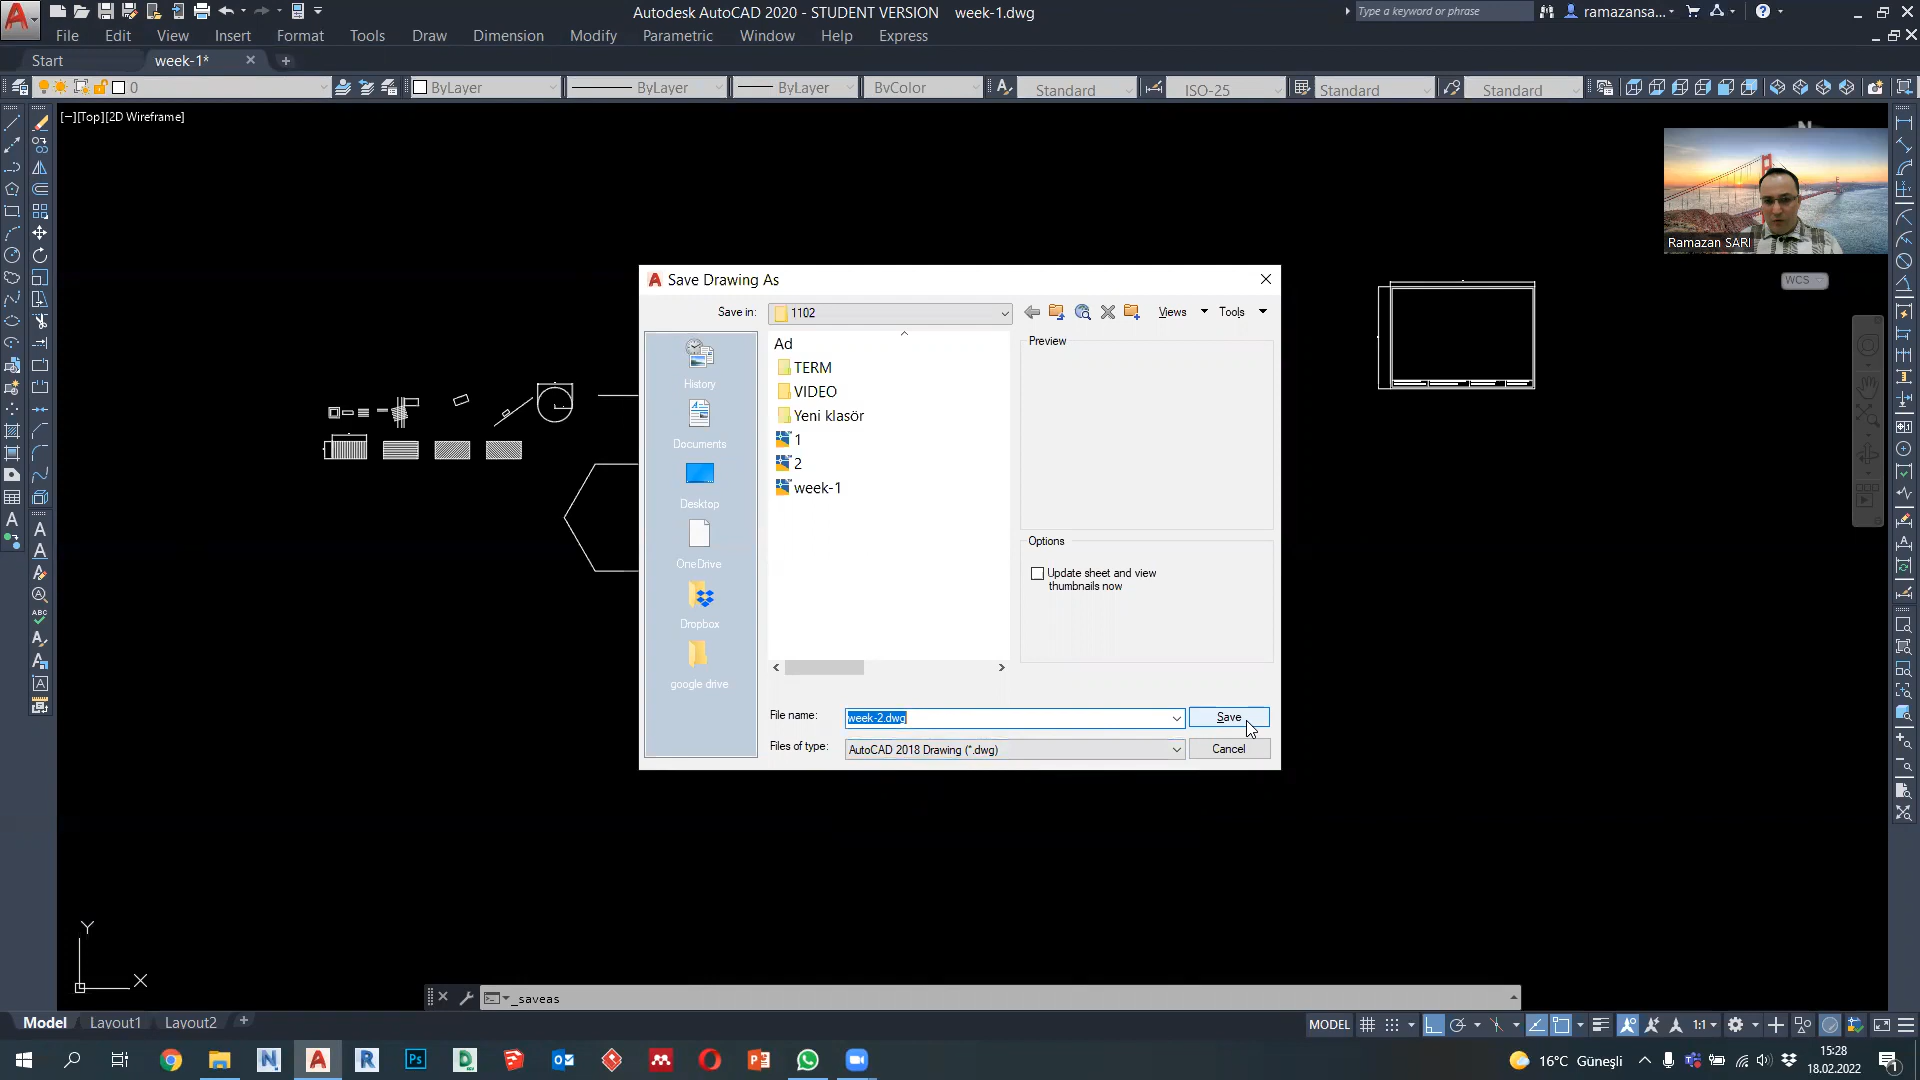 Autodesk AutoCAD 2020 - STUDENT VERSION week-1.dwg
Type a keyword or phrase
ramazansa...
File Edit View Insert Format Tools Draw Dimension Modify Parametric Window Help Express
Start
week-1*
0
ByLayer
ByLayer
ByLayer
ByColor
Standard
ISO-25
Standard
Standard
[−][Top][2D Wireframe]
N
Ramazan SARI
WCS
Save Drawing As
Save in:
1102
Views
Tools
History
Documents
Desktop
OneDrive
Dropbox
google drive
Ad
TERM
VIDEO
Yeni klasör
1
2
week-1
Preview
Options
Update sheet and view
thumbnails now
File name:
week-2.dwg
Save
Files of type:
AutoCAD 2018 Drawing (*.dwg)
Cancel
ABC
Y
X
_saveas
Model
Layout1
Layout2
MODEL
1:1
16°C Güneşli
15:28
18.02.2022
1